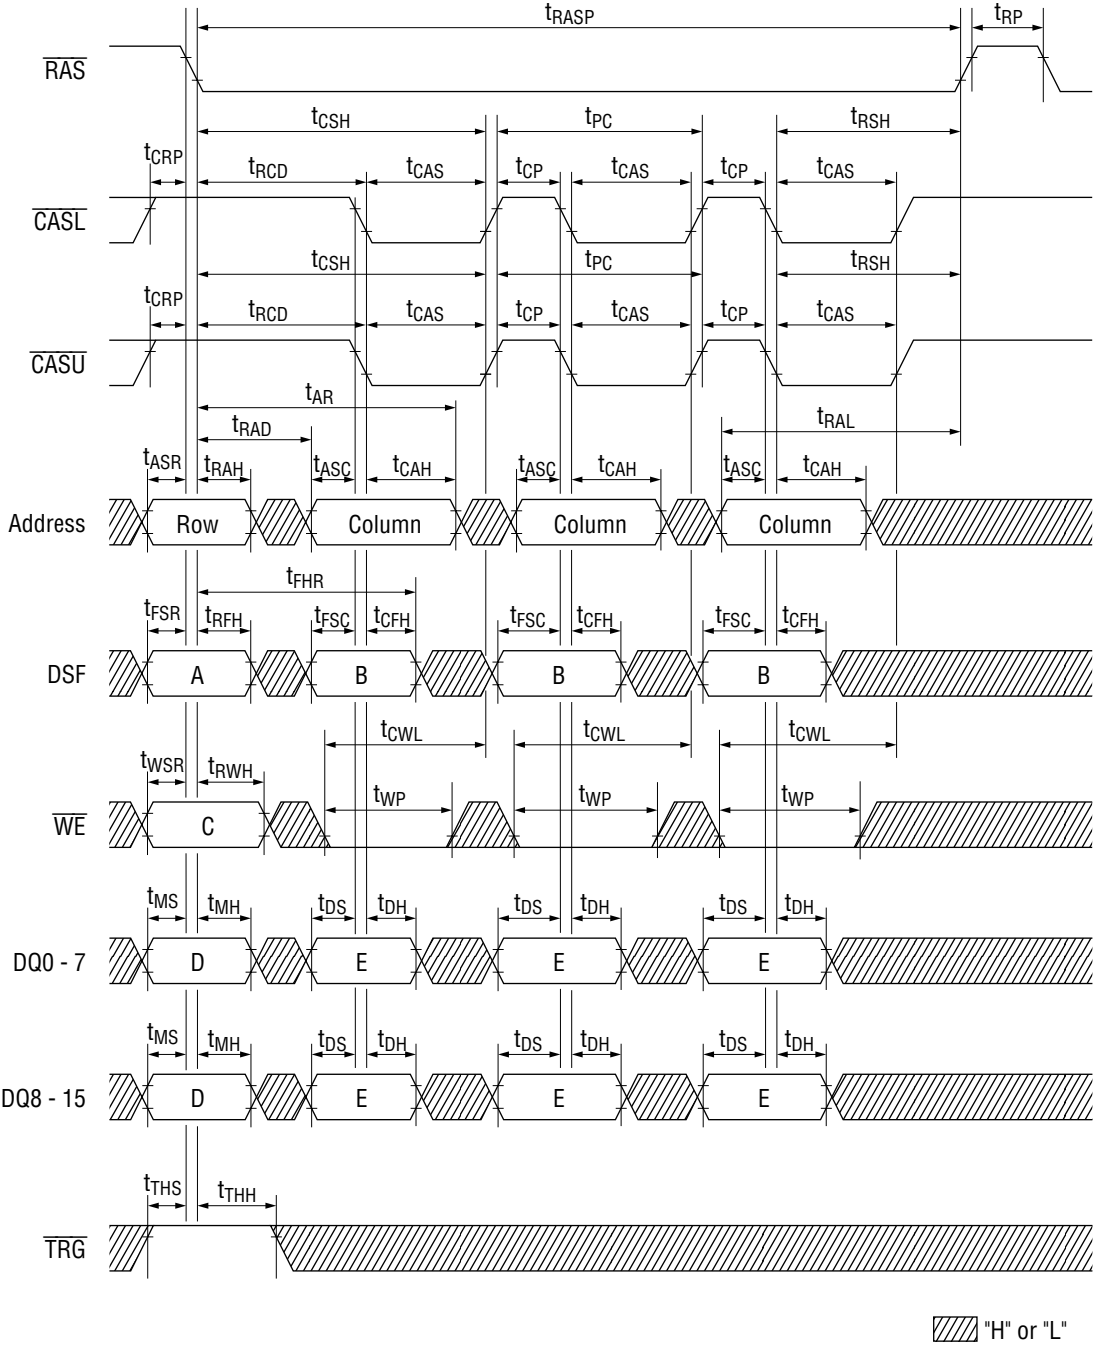 tRASP tRP
RAS
tCSH tPC tRSH
tCRP tRCD tCAS tCP tCAS tCP tCAS
CASL
tCSH tPC tRSH
tCRP tRCD tCAS tCP tCAS tCP tCAS
CASU
tAR
tRAD tRAL
tASR tRAH tASC tCAH tASC tCAH tASC tCAH
Address Row Column Column Column
tFHR
tFSR tRFH tFSC tCFH tFSC tCFH tFSC tCFH
DSF A B B B
tCWL tCWL tCWL
tWSR tRWH
tWP tWP tWP
WE C
tMS tMH tDS tDH tDS tDH tDS tDH
DQ0 - 7 D E E E
tMS tMH tDS tDH tDS tDH tDS tDH
DQ8 - 15 D E E E
tTHS tTHH
TRG
"H" or "L"